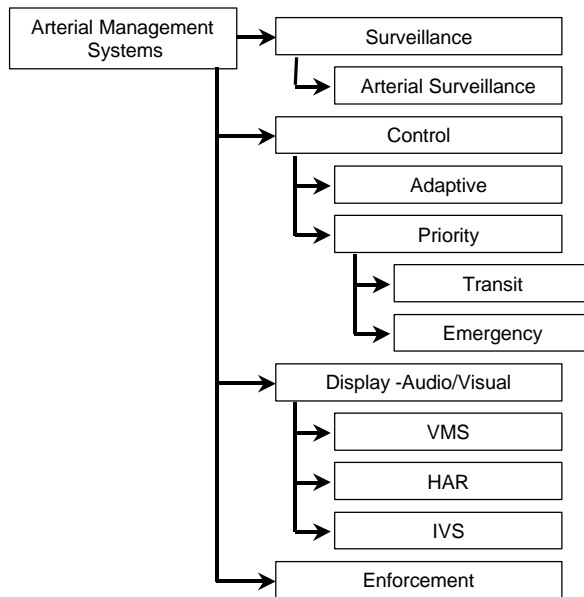 Arterial Management
Systems
Surveillance
Arterial Surveillance
Control
Adaptive
Priority
Transit
Emergency
Display -Audio/Visual
VMS
HAR
IVS
Enforcement